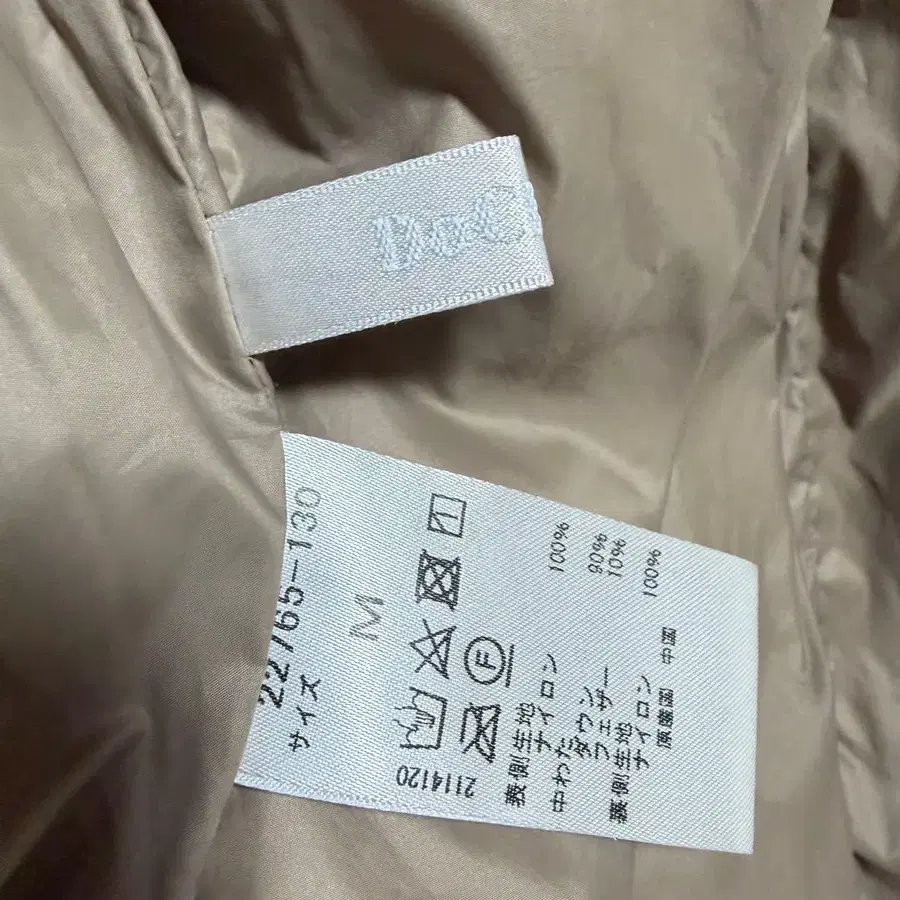 DoC
22765-130
サイズ
M
F
2114120
表側生地
ナイロン 100%
中わた
ダウン 90%
フェザー 10%
裏側生地
ナイロン 100%
原産国 中国